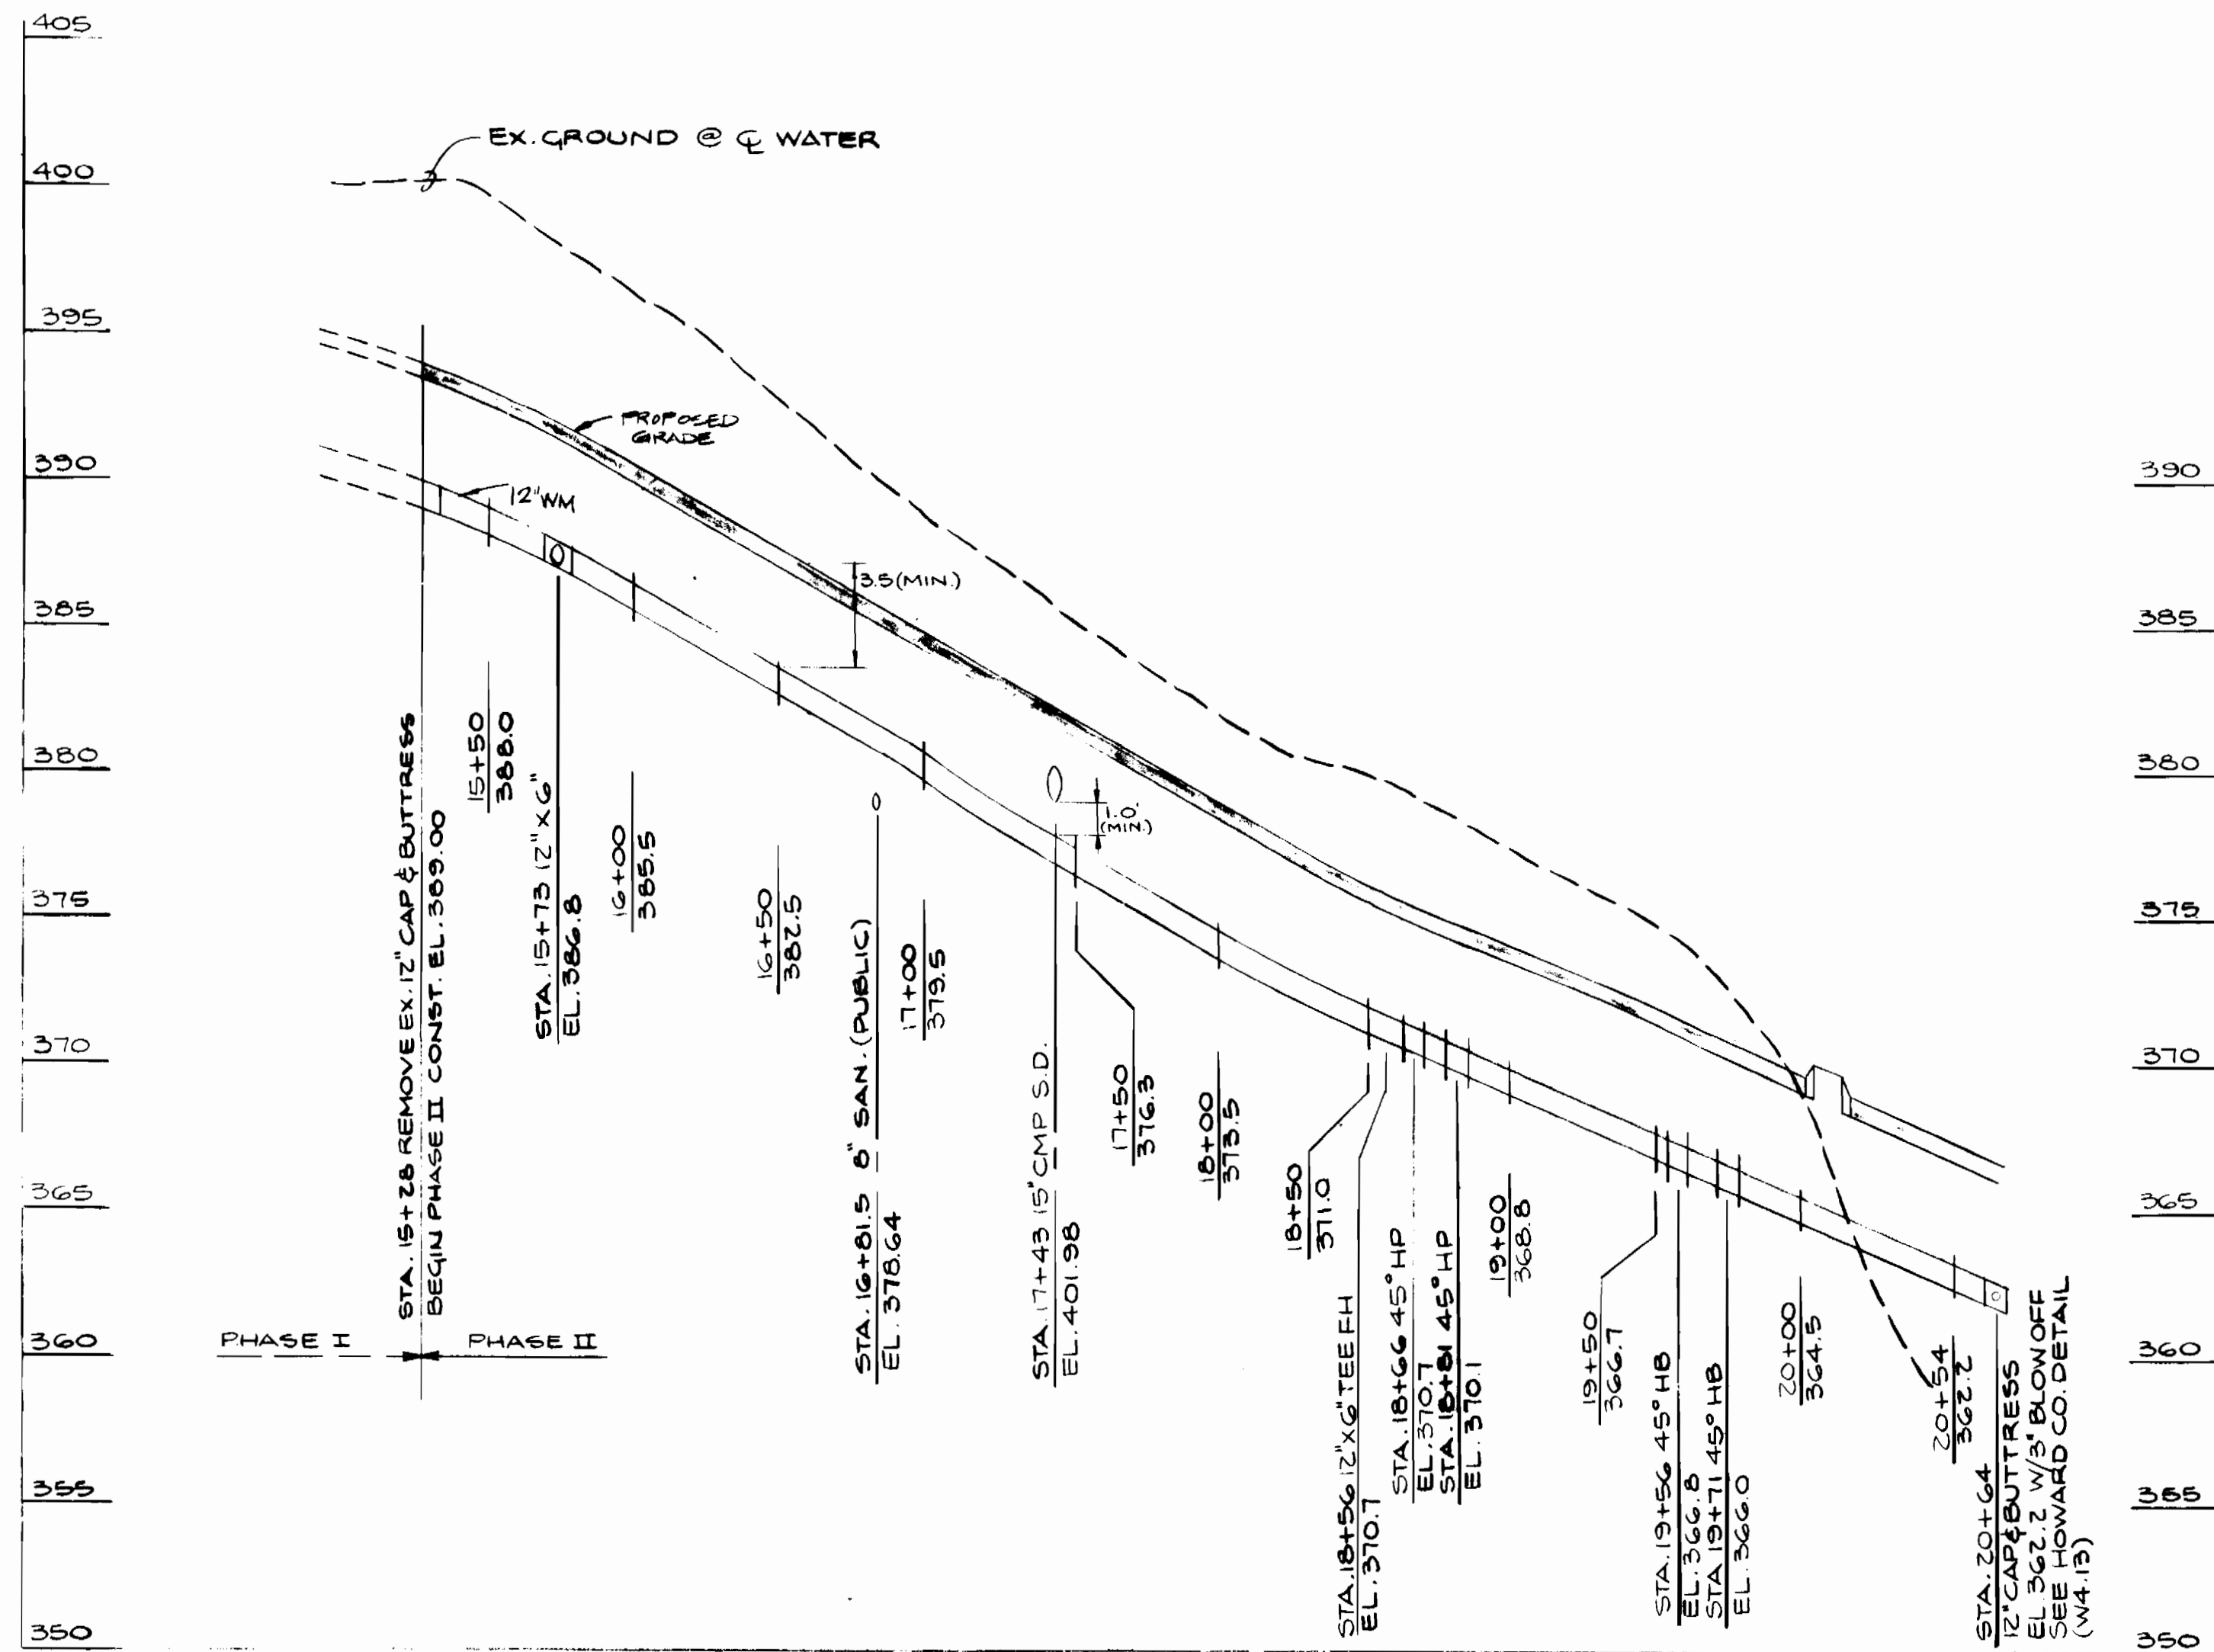 405
400
395
390
385
380
375
370
365
360
355
350
EX. GROUND @ ℄ WATER
PROPOSED
GRADE
12"WM
3.5(MIN.)
1.0'
(MIN.)
PHASE I
PHASE II
STA. 15+28 REMOVE EX. 12" CAP & BUTTRESS
BEGIN PHASE II CONST. EL. 389.00
15+50
388.0
STA. 15+73 12" X 6"
EL. 386.8
16+00
385.5
16+50
382.5
STA. 16+81.5 8" SAN. (PUBLIC)
EL. 378.64
17+00
379.5
STA. 17+43 15" CMP S.D.
EL. 401.98
17+50
376.3
18+00
373.5
18+50
371.0
STA. 18+56 12"X6" TEE FH
EL. 370.7
STA. 18+66 45° HP
EL. 370.7
STA. 18+81 45° HP
EL. 370.1
19+00
368.8
19+50
366.7
STA. 19+56 45° HB
EL. 366.8
STA 19+71 45° HB
EL. 366.0
20+00
364.5
20+54
362.2
STA. 20+64
12" CAP & BUTTRESS
EL. 362.2 W/3" BLOWOFF
SEE HOWARD CO. DETAIL
(W4.13)
390
385
380
375
370
365
360
355
350